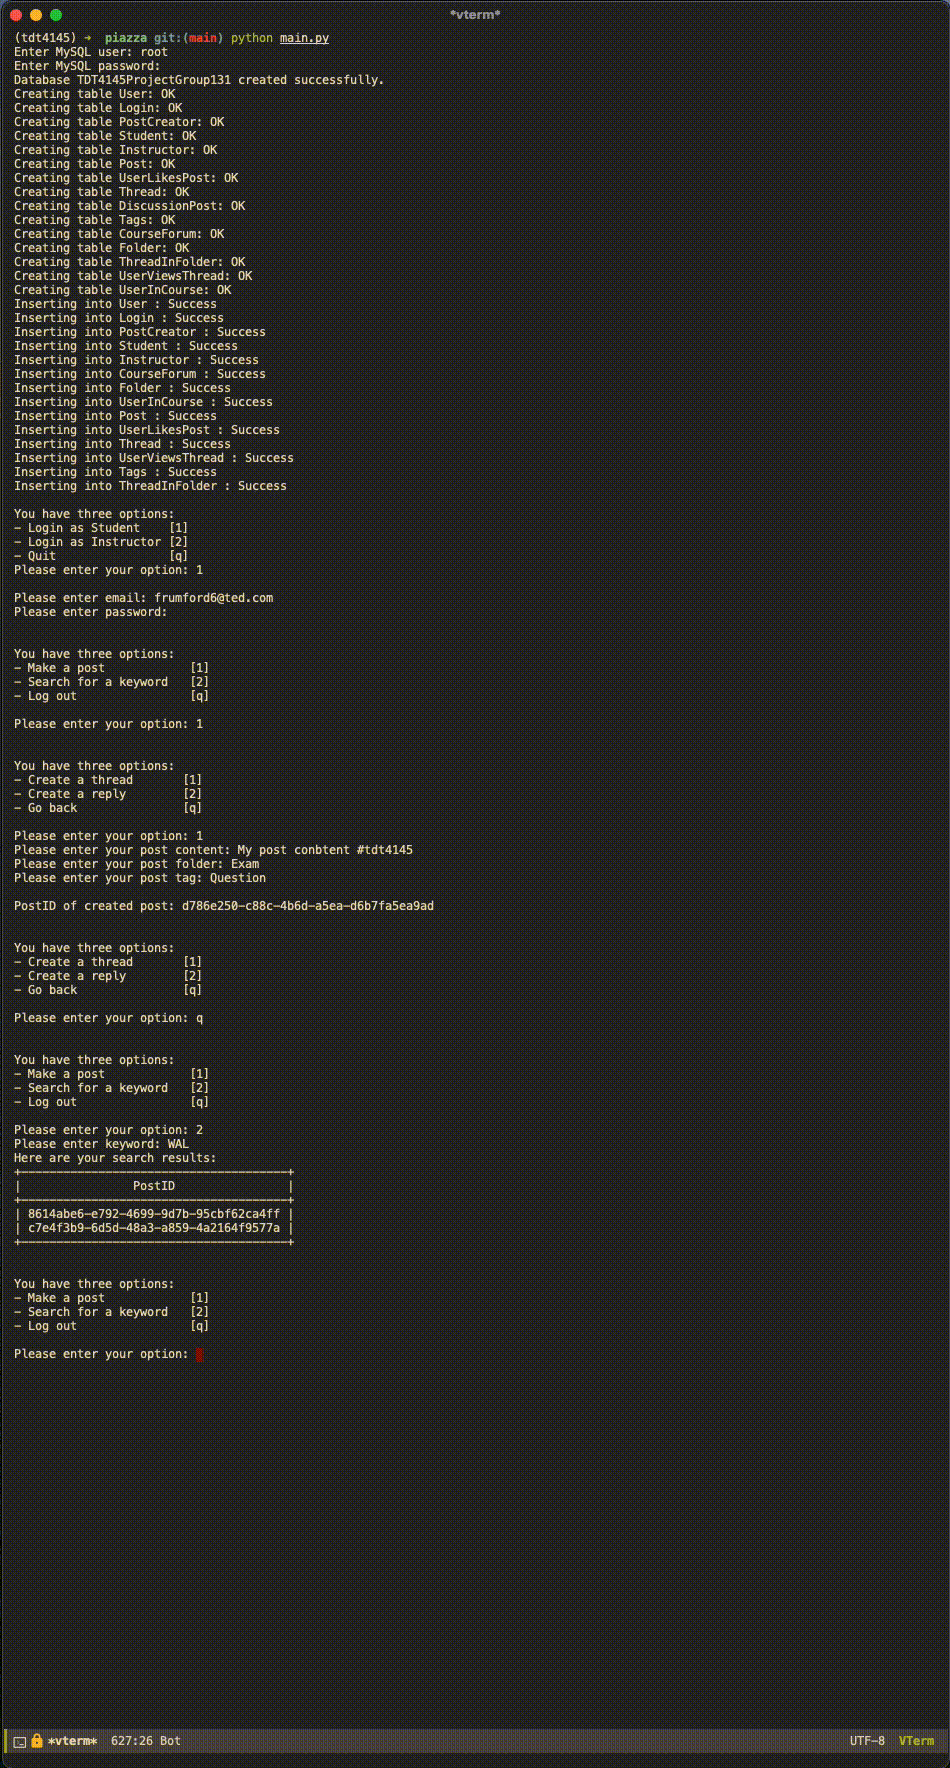 *vterm*
(tdt4145) ➜  piazza git:(main) python main.py
Enter MySQL user: root
Enter MySQL password:
Database TDT4145ProjectGroup131 created successfully.
Creating table User: OK
Creating table Login: OK
Creating table PostCreator: OK
Creating table Student: OK
Creating table Instructor: OK
Creating table Post: OK
Creating table UserLikesPost: OK
Creating table Thread: OK
Creating table DiscussionPost: OK
Creating table Tags: OK
Creating table CourseForum: OK
Creating table Folder: OK
Creating table ThreadInFolder: OK
Creating table UserViewsThread: OK
Creating table UserInCourse: OK
Inserting into User : Success
Inserting into Login : Success
Inserting into PostCreator : Success
Inserting into Student : Success
Inserting into Instructor : Success
Inserting into CourseForum : Success
Inserting into Folder : Success
Inserting into UserInCourse : Success
Inserting into Post : Success
Inserting into UserLikesPost : Success
Inserting into Thread : Success
Inserting into UserViewsThread : Success
Inserting into Tags : Success
Inserting into ThreadInFolder : Success
You have three options:
- Login as Student    [1]
- Login as Instructor [2]
- Quit                [q]
Please enter your option: 1
Please enter email: frumford6@ted.com
Please enter password:
You have three options:
- Make a post            [1]
- Search for a keyword   [2]
- Log out                [q]
Please enter your option: 1
You have three options:
- Create a thread       [1]
- Create a reply        [2]
- Go back               [q]
Please enter your option: 1
Please enter your post content: My post conbtent #tdt4145
Please enter your post folder: Exam
Please enter your post tag: Question
PostID of created post: d786e250-c88c-4b6d-a5ea-d6b7fa5ea9ad
You have three options:
- Create a thread       [1]
- Create a reply        [2]
- Go back               [q]
Please enter your option: q
You have three options:
- Make a post            [1]
- Search for a keyword   [2]
- Log out                [q]
Please enter your option: 2
Please enter keyword: WAL
Here are your search results:
+--------------------------------------+
|                PostID                |
+--------------------------------------+
| 8614abe6-e792-4699-9d7b-95cbf62ca4ff |
| c7e4f3b9-6d5d-48a3-a859-4a2164f9577a |
+--------------------------------------+
You have three options:
- Make a post            [1]
- Search for a keyword   [2]
- Log out                [q]
Please enter your option:
*vterm*  627:26 Bot UTF-8  VTerm